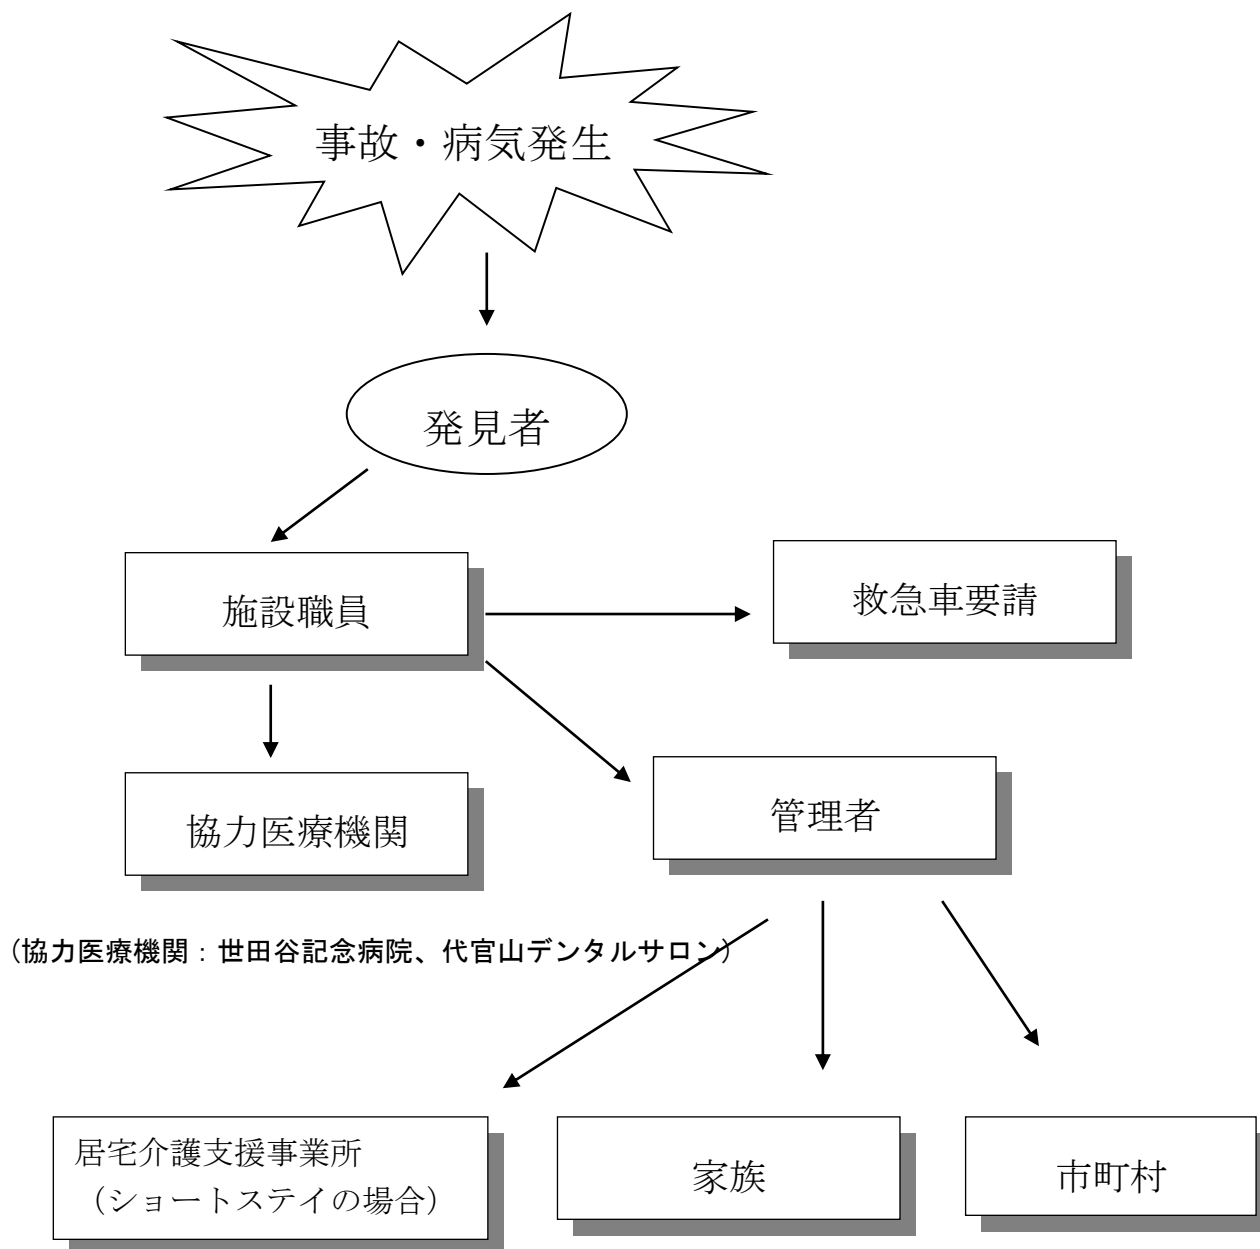 事故・病気発生
発見者
施設職員
救急車要請
協力医療機関
管理者
(協力医療機関：世田谷記念病院、代官山デンタルサロン)
居宅介護支援事業所
（ショートステイの場合）
家族
市町村